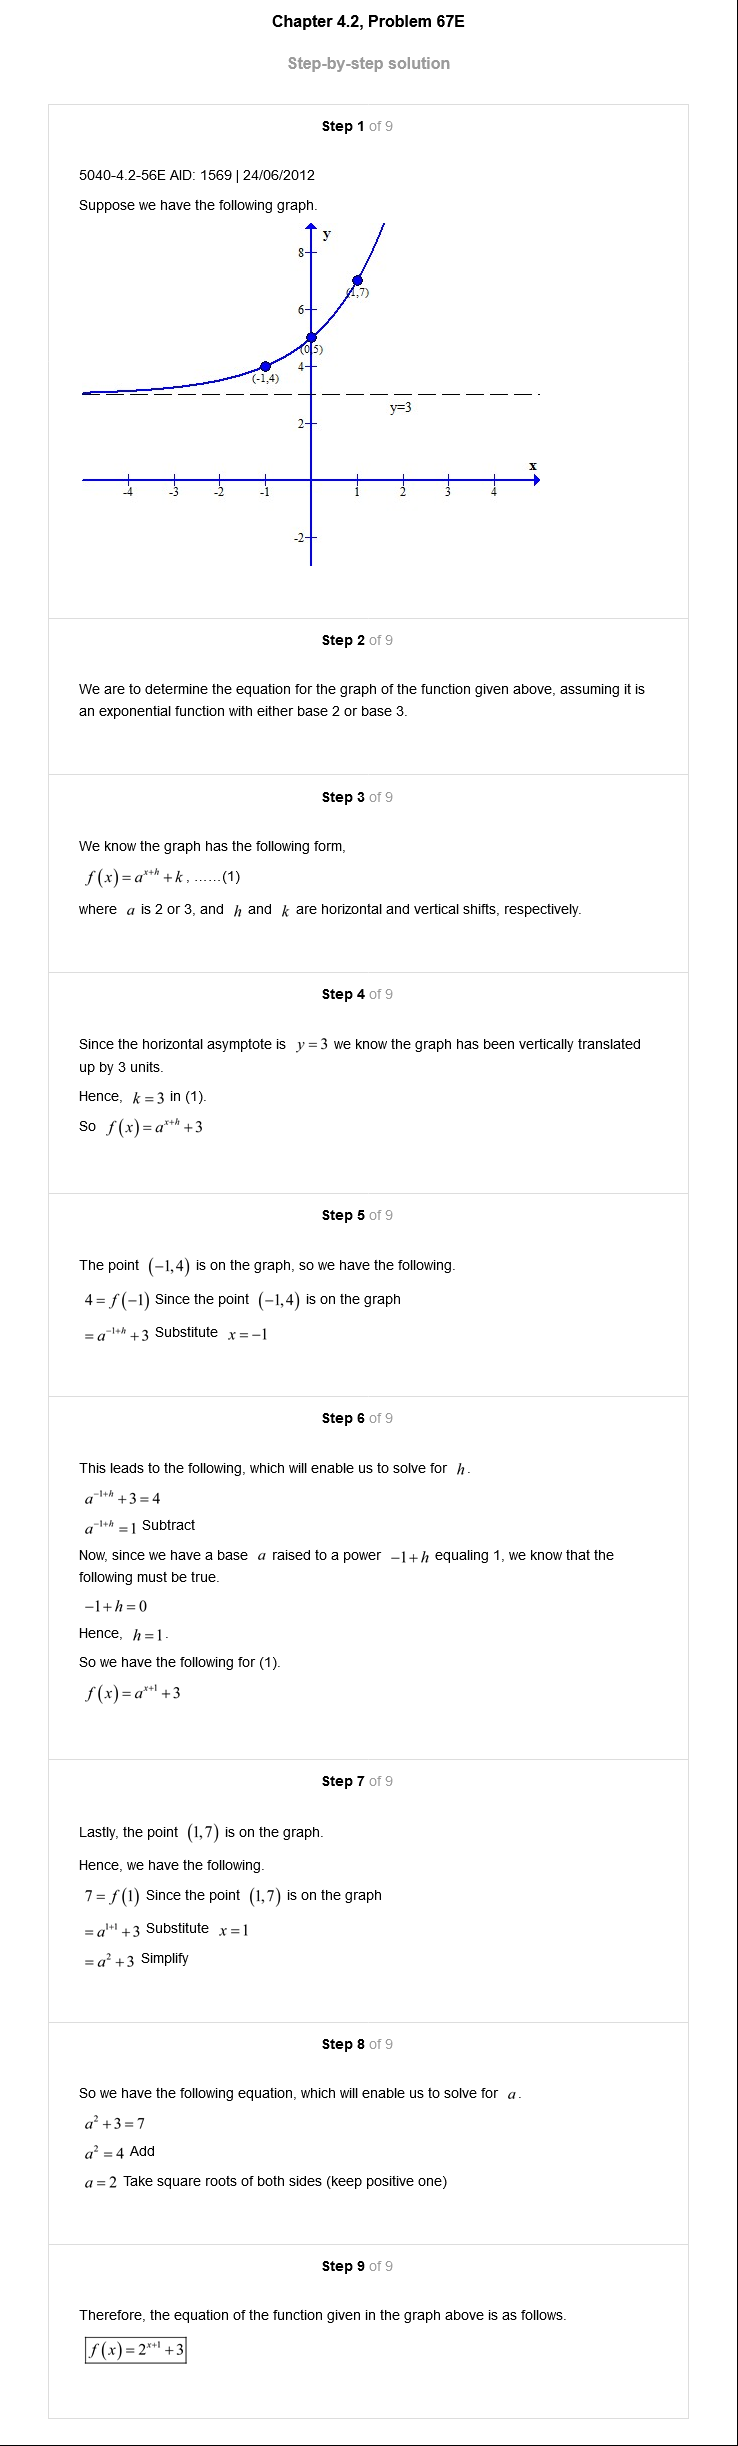 Chapter 4.2, Problem 67E
Step-by-step solution
Step 1 of 9
5040-4.2-56E AID: 1569 | 24/06/2012
Suppose we have the following graph.
y
8
(1,7)
6
(0,5)
4
(-1,4)
y=3
2
x
-4 -3 -2 -1 1 2 3 4
-2
Step 2 of 9
We are to determine the equation for the graph of the function given above, assuming it is
an exponential function with either base 2 or base 3.
Step 3 of 9
We know the graph has the following form,
f(x) = a^{x+h} + k , ……(1)
where a is 2 or 3, and h and k are horizontal and vertical shifts, respectively.
Step 4 of 9
Since the horizontal asymptote is y = 3 we know the graph has been vertically translated
up by 3 units.
Hence, k = 3 in (1).
So f(x) = a^{x+h} + 3
Step 5 of 9
The point (−1,4) is on the graph, so we have the following.
4 = f(−1) Since the point (−1,4) is on the graph
= a^{−1+h} + 3 Substitute x = −1
Step 6 of 9
This leads to the following, which will enable us to solve for h.
a^{−1+h} + 3 = 4
a^{−1+h} = 1 Subtract
Now, since we have a base a raised to a power −1+h equaling 1, we know that the
following must be true.
−1+h = 0
Hence, h = 1.
So we have the following for (1).
f(x) = a^{x+1} + 3
Step 7 of 9
Lastly, the point (1,7) is on the graph.
Hence, we have the following.
7 = f(1) Since the point (1,7) is on the graph
= a^{1+1} + 3 Substitute x = 1
= a² + 3 Simplify
Step 8 of 9
So we have the following equation, which will enable us to solve for a.
a² + 3 = 7
a² = 4 Add
a = 2 Take square roots of both sides (keep positive one)
Step 9 of 9
Therefore, the equation of the function given in the graph above is as follows.
f(x) = 2^{x+1} + 3